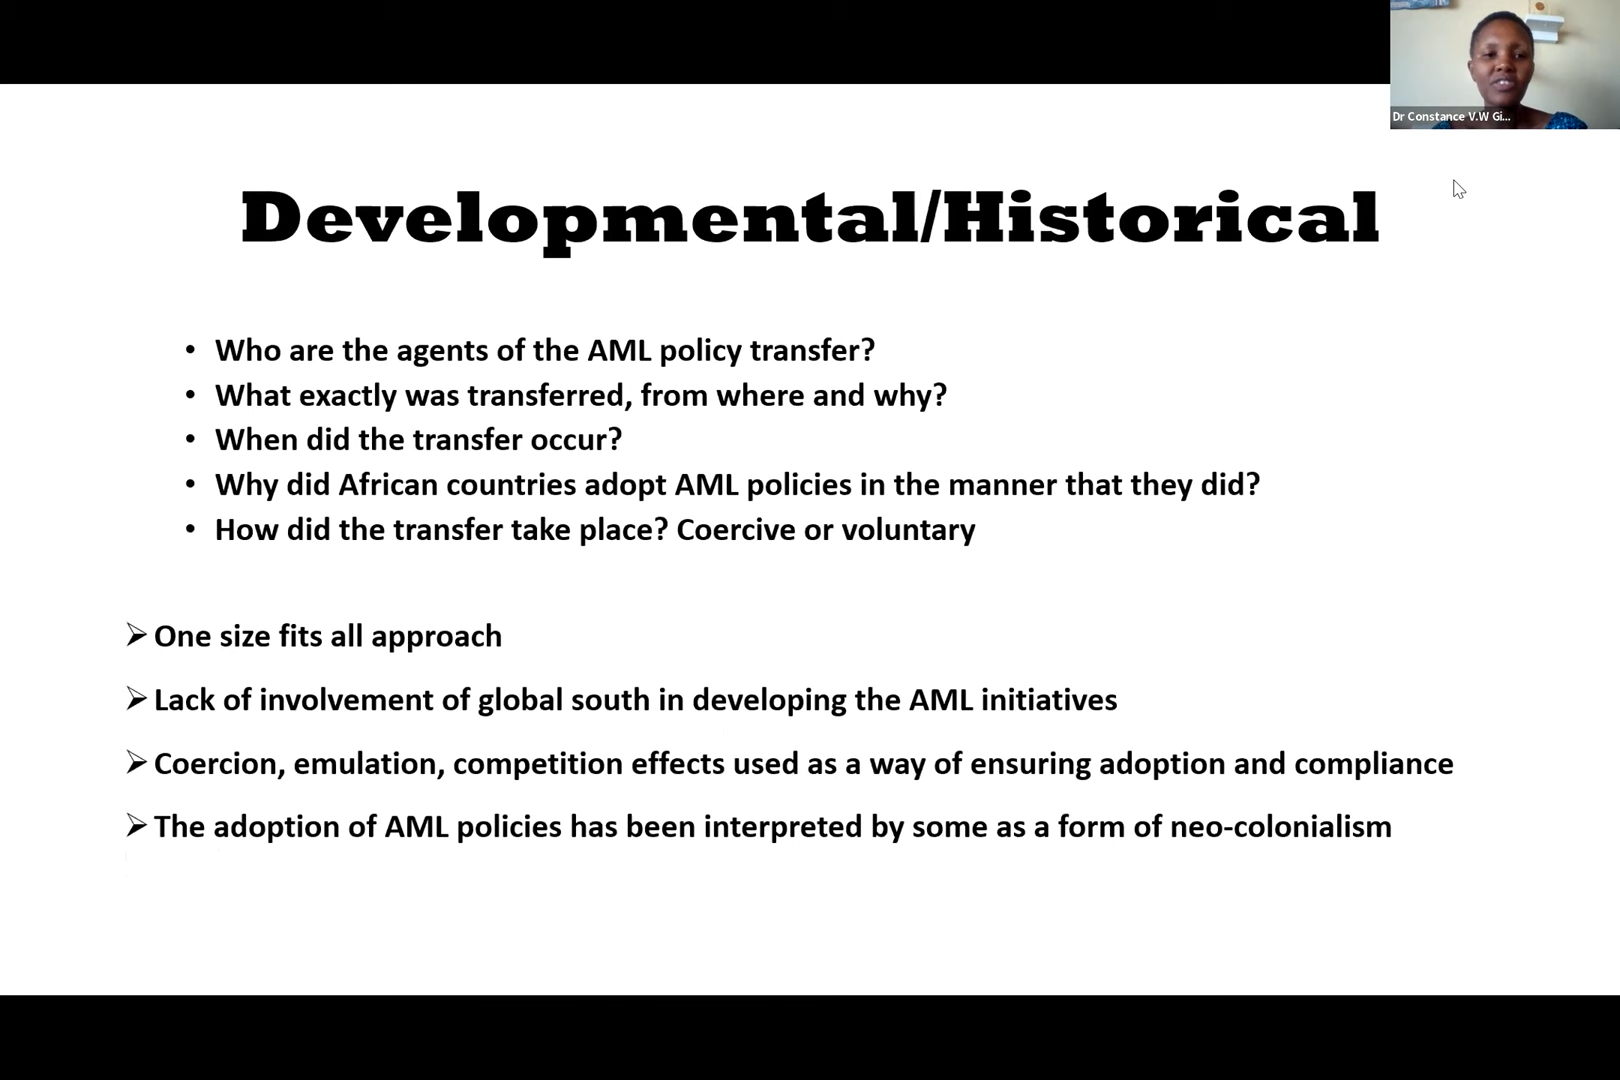 Dr Constance V.W Gi...
Developmental/Historical
• Who are the agents of the AML policy transfer?
• What exactly was transferred, from where and why?
• When did the transfer occur?
• Why did African countries adopt AML policies in the manner that they did?
• How did the transfer take place? Coercive or voluntary
➢ One size fits all approach
➢ Lack of involvement of global south in developing the AML initiatives
➢ Coercion, emulation, competition effects used as a way of ensuring adoption and compliance
➢ The adoption of AML policies has been interpreted by some as a form of neo-colonialism